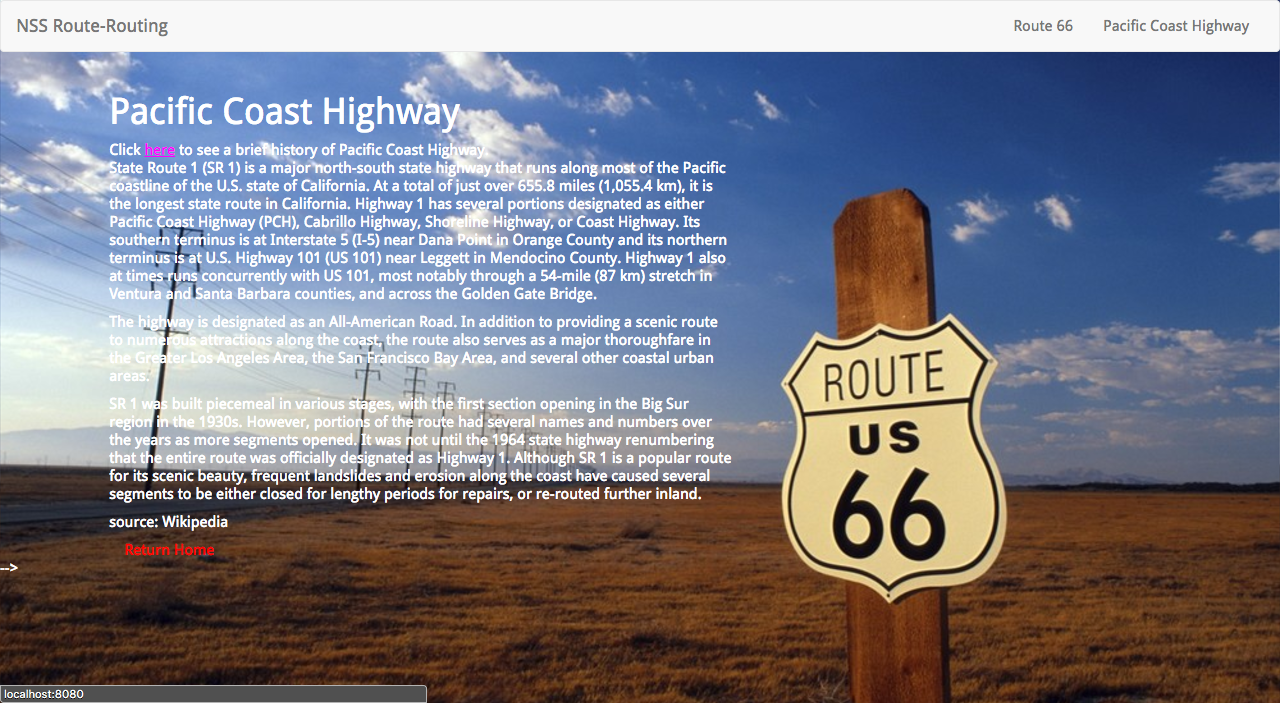 NSS Route-Routing
Route 66
Pacific Coast Highway
Pacific Coast Highway
Click here to see a brief history of Pacific Coast Highway.
State Route 1 (SR 1) is a major north-south state highway that runs along most of the Pacific
coastline of the U.S. state of California. At a total of just over 655.8 miles (1,055.4 km), it is
the longest state route in California. Highway 1 has several portions designated as either
Pacific Coast Highway (PCH), Cabrillo Highway, Shoreline Highway, or Coast Highway. Its
southern terminus is at Interstate 5 (I-5) near Dana Point in Orange County and its northern
terminus is at U.S. Highway 101 (US 101) near Leggett in Mendocino County. Highway 1 also
at times runs concurrently with US 101, most notably through a 54-mile (87 km) stretch in
Ventura and Santa Barbara counties, and across the Golden Gate Bridge.
The highway is designated as an All-American Road. In addition to providing a scenic route
to numerous attractions along the coast, the route also serves as a major thoroughfare in
the Greater Los Angeles Area, the San Francisco Bay Area, and several other coastal urban
areas.
SR 1 was built piecemeal in various stages, with the first section opening in the Big Sur
region in the 1930s. However, portions of the route had several names and numbers over
the years as more segments opened. It was not until the 1964 state highway renumbering
that the entire route was officially designated as Highway 1. Although SR 1 is a popular route
for its scenic beauty, frequent landslides and erosion along the coast have caused several
segments to be either closed for lengthy periods for repairs, or re-routed further inland.
source: Wikipedia
Return Home
-->
ROUTE
US
66
localhost:8080